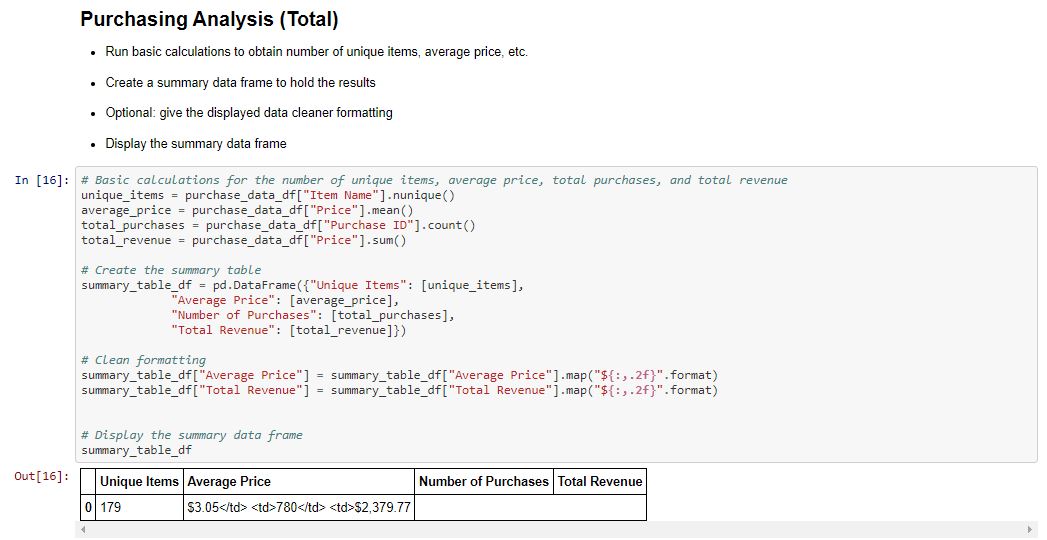 Purchasing Analysis (Total)
• Run basic calculations to obtain number of unique items, average price, etc.
• Create a summary data frame to hold the results
• Optional: give the displayed data cleaner formatting
• Display the summary data frame
In [16]: # Basic calculations for the number of unique items, average price, total purchases, and total revenue
unique_items = purchase_data_df["Item Name"].nunique()
average_price = purchase_data_df["Price"].mean()
total_purchases = purchase_data_df["Purchase ID"].count()
total_revenue = purchase_data_df["Price"].sum()
# Create the summary table
summary_table_df = pd.DataFrame({"Unique Items": [unique_items],
"Average Price": [average_price],
"Number of Purchases": [total_purchases],
"Total Revenue": [total_revenue]})
# Clean formatting
summary_table_df["Average Price"] = summary_table_df["Average Price"].map("${:,.2f}".format)
summary_table_df["Total Revenue"] = summary_table_df["Total Revenue"].map("${:,.2f}".format)
# Display the summary data frame
summary_table_df
Out[16]: Unique Items Average Price Number of Purchases Total Revenue
0 179 $3.05</td> <td>780</td> <td>$2,379.77